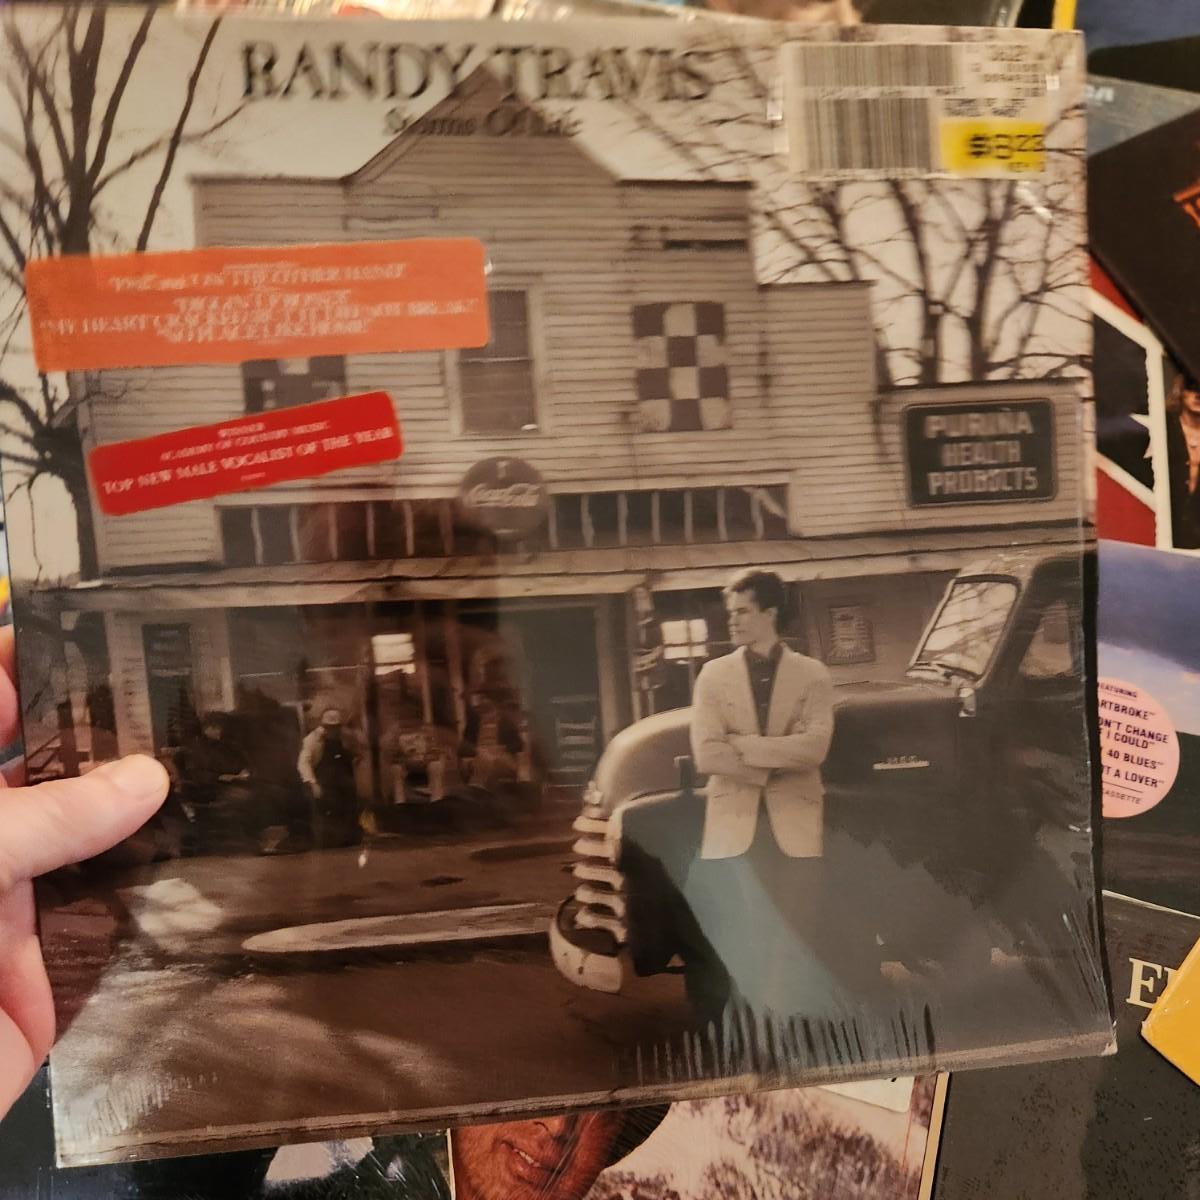 RANDY TRAVIS
Storms Of Life
$8.23
"1982" and "ON THE OTHER HAND"
"DIGGIN' UP BONES"
"MY HEART CRACKED (BUT IT DID NOT BREAK)"
"NO PLACE LIKE HOME"
WINNER
ACADEMY OF COUNTRY MUSIC
TOP NEW MALE VOCALIST OF THE YEAR
Coca-Cola
PURINA
HEALTH
PRODUCTS
FEATURING
ARTBROKE"
ON'T CHANGE
F I COULD"
40 BLUES"
T A LOVER"
CASSETTE
E